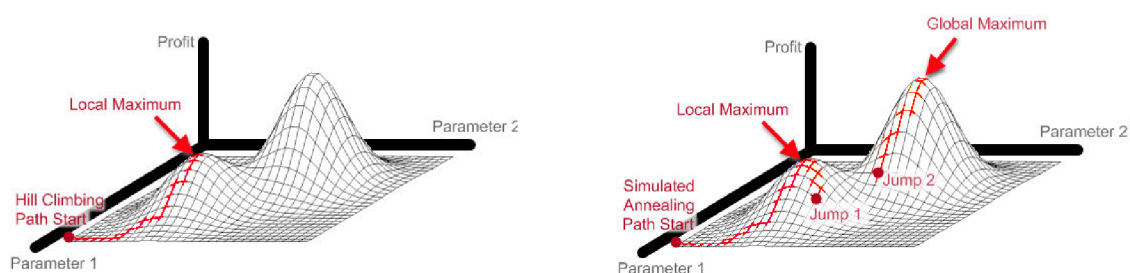 Profit
Local Maximum
Parameter 2
Hill Climbing
Path Start
Parameter 1
Global Maximum
Profit
Local Maximum
Parameter 2
Simulated
Annealing
Path Start
Jump 2
Jump 1
Parameter 1